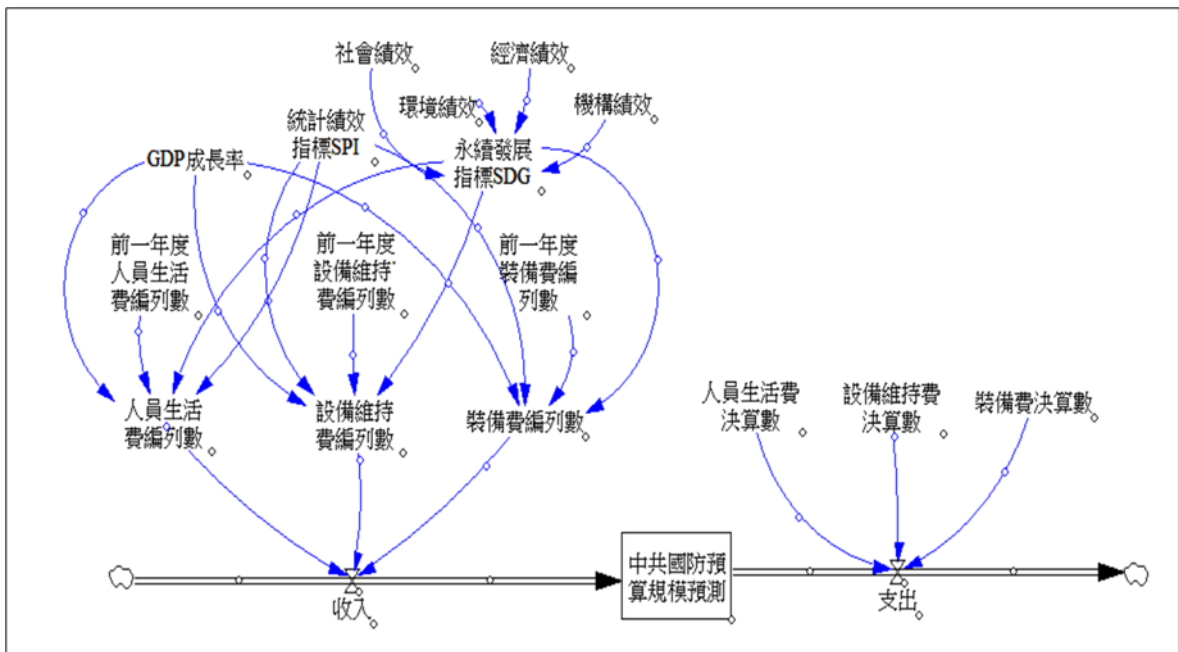 社會績效
經濟績效
環境績效
機構績效
統計績效
指標SPI
永續發展
指標SDG
GDP成長率
前一年度
人員生活
費編列數
前一年度
設備維持
費編列數
前一年度
裝備費編
列數
人員生活
費編列數
設備維持
費編列數
裝備費編列數
人員生活費
決算數
設備維持費
決算數
裝備費決算數
中共國防預
算規模預測
收入
支出